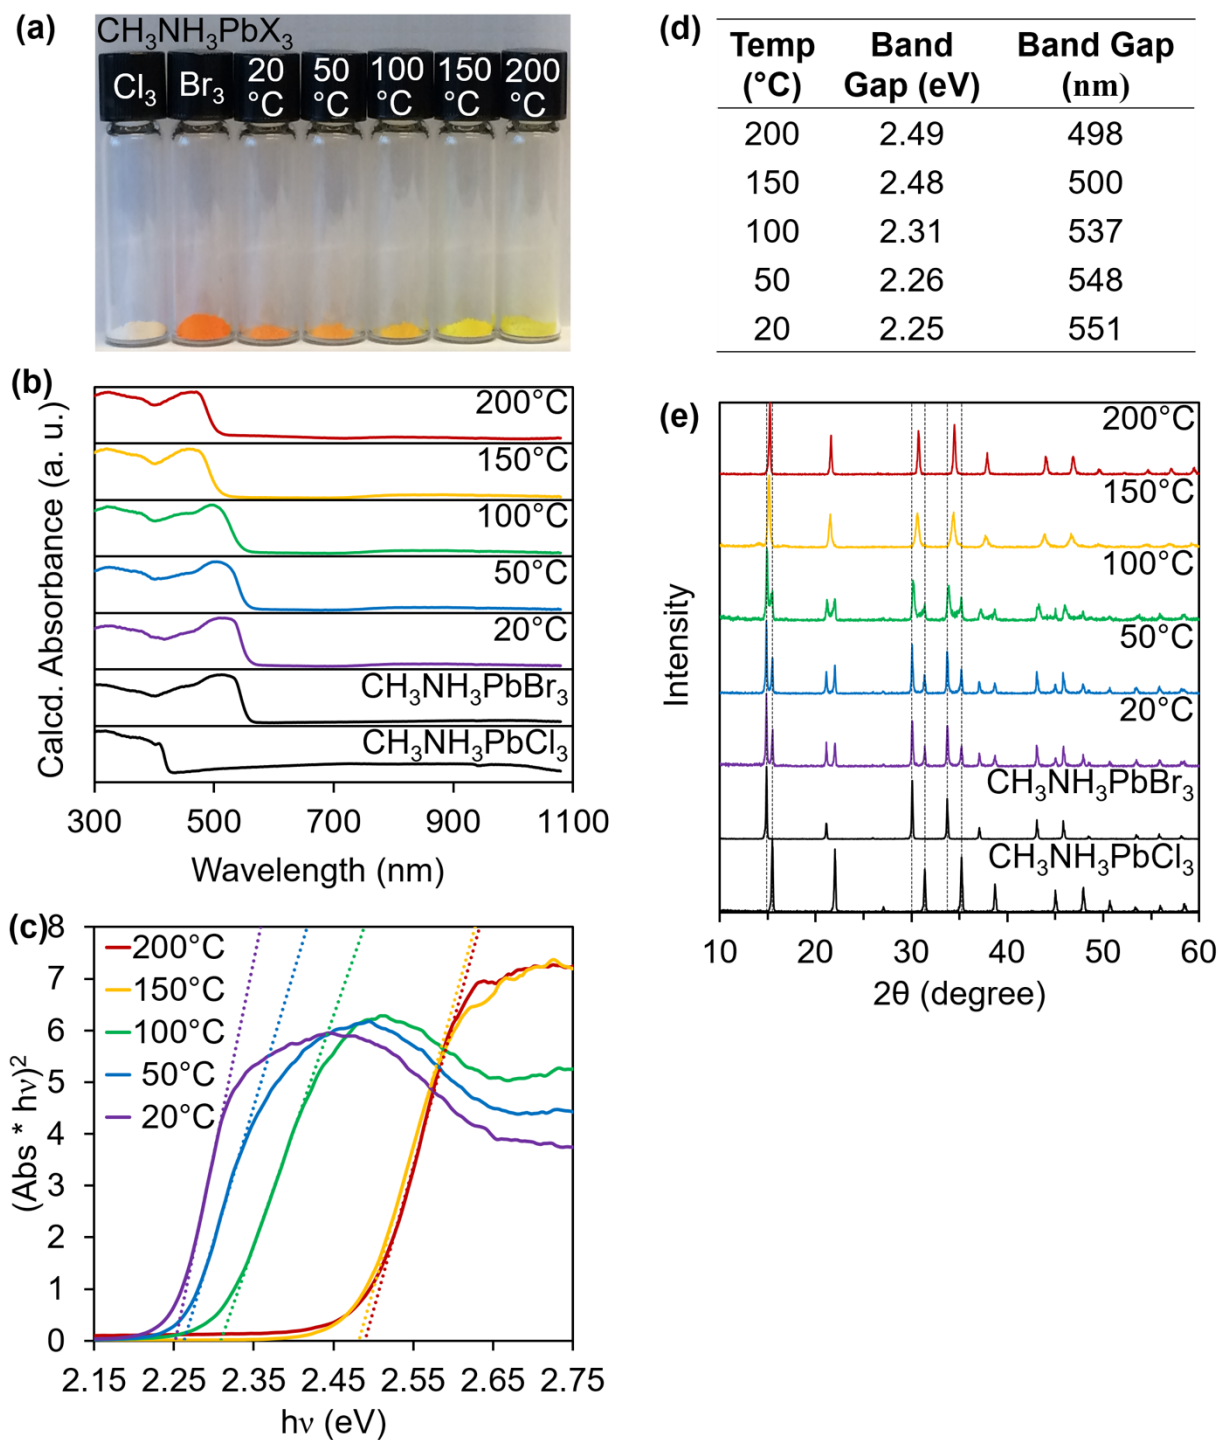 (a)
CH₃NH₃PbX₃
Cl₃ Br₃ 20 °C 50 °C 100 °C 150 °C 200 °C
(b)
Calcd. Absorbance (a. u.)
200°C
150°C
100°C
50°C
20°C
CH₃NH₃PbBr₃
CH₃NH₃PbCl₃
300 500 700 900 1100
Wavelength (nm)
(c)
(Abs * hν)²
8
7
6
5
4
3
2
1
0
200°C
150°C
100°C
50°C
20°C
2.15 2.25 2.35 2.45 2.55 2.65 2.75
hν (eV)
(d)
Temp (°C) Band Gap (eV) Band Gap (nm)
200 2.49 498
150 2.48 500
100 2.31 537
50 2.26 548
20 2.25 551
(e)
Intensity
200°C
150°C
100°C
50°C
20°C
CH₃NH₃PbBr₃
CH₃NH₃PbCl₃
10 20 30 40 50 60
2θ (degree)